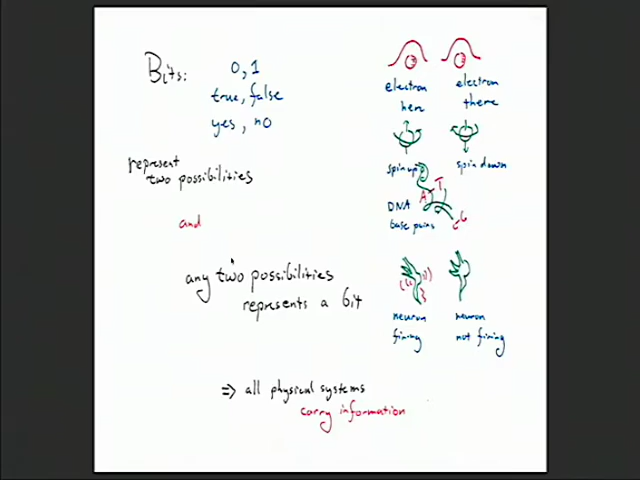 Bits: 0, 1
true, false
yes, no
represent
two possibilities
and
any two possibilities
represents a bit
⇒ all physical systems
carry information
electron
here
electron
there
spin up
spin down
A T
DNA
base pairs
C G
neuron
firing
neuron
not firing